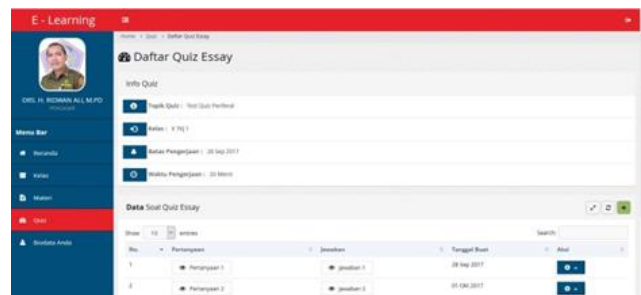 E - Learning
Home > Quiz > Daftar Quiz Essay
Daftar Quiz Essay
Info Quiz
Topik Quiz : Test Quiz Periferal
Kelas : X TKJ 1
Batas Pengerjaan : 28 Sep 2017
Waktu Pengerjaan : 20 Menit
DRS. H. RIDWAN ALI, M.PD
Menu Bar
Beranda
Kelas
Materi
Quiz
Biodata Anda
Data Soal Quiz Essay
Show 10 entries
Search:
No. Pertanyaan Jawaban Tanggal Buat Aksi
1 Pertanyaan 1 Jawaban 1 28 Sep 2017
2 Pertanyaan 2 Jawaban 2 01 Okt 2017